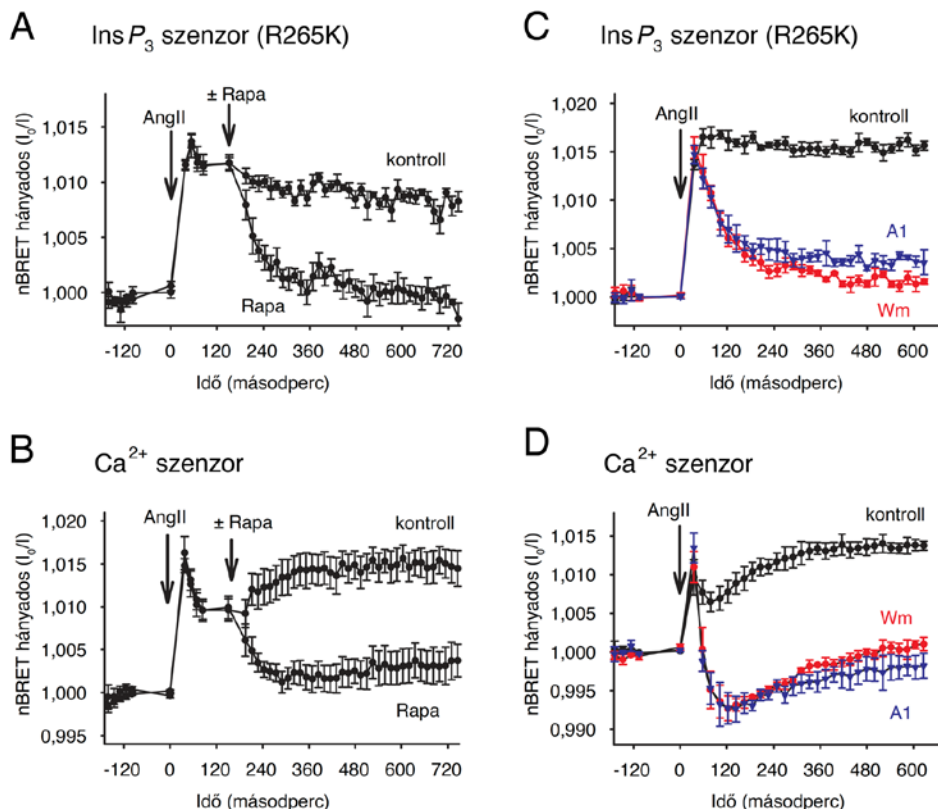 A
Ins P₃ szenzor (R265K)
nBRET hányados (I₀/I)
1,015
1,010
1,005
1,000
AngII
± Rapa
kontroll
Rapa
-120 0 120 240 360 480 600 720
Idő (másodperc)
B
Ca²⁺ szenzor
nBRET hányados (I₀/I)
1,020
1,015
1,010
1,005
1,000
0,995
AngII
± Rapa
kontroll
Rapa
-120 0 120 240 360 480 600 720
Idő (másodperc)
C
Ins P₃ szenzor (R265K)
nBRET hányados (I₀/I)
1,020
1,015
1,010
1,005
1,000
AngII
kontroll
A1
Wm
-120 0 120 240 360 480 600
Idő (másodperc)
D
Ca²⁺ szenzor
nBRET hányados (I₀/I)
1,015
1,010
1,005
1,000
0,995
0,990
AngII
kontroll
Wm
A1
-120 0 120 240 360 480 600
Idő (másodperc)